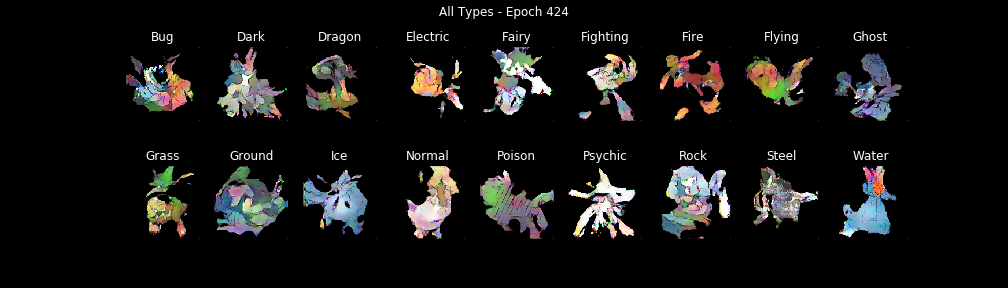 All Types - Epoch 424
Bug Dark Dragon Electric Fairy Fighting Fire Flying Ghost
Grass Ground Ice Normal Poison Psychic Rock Steel Water